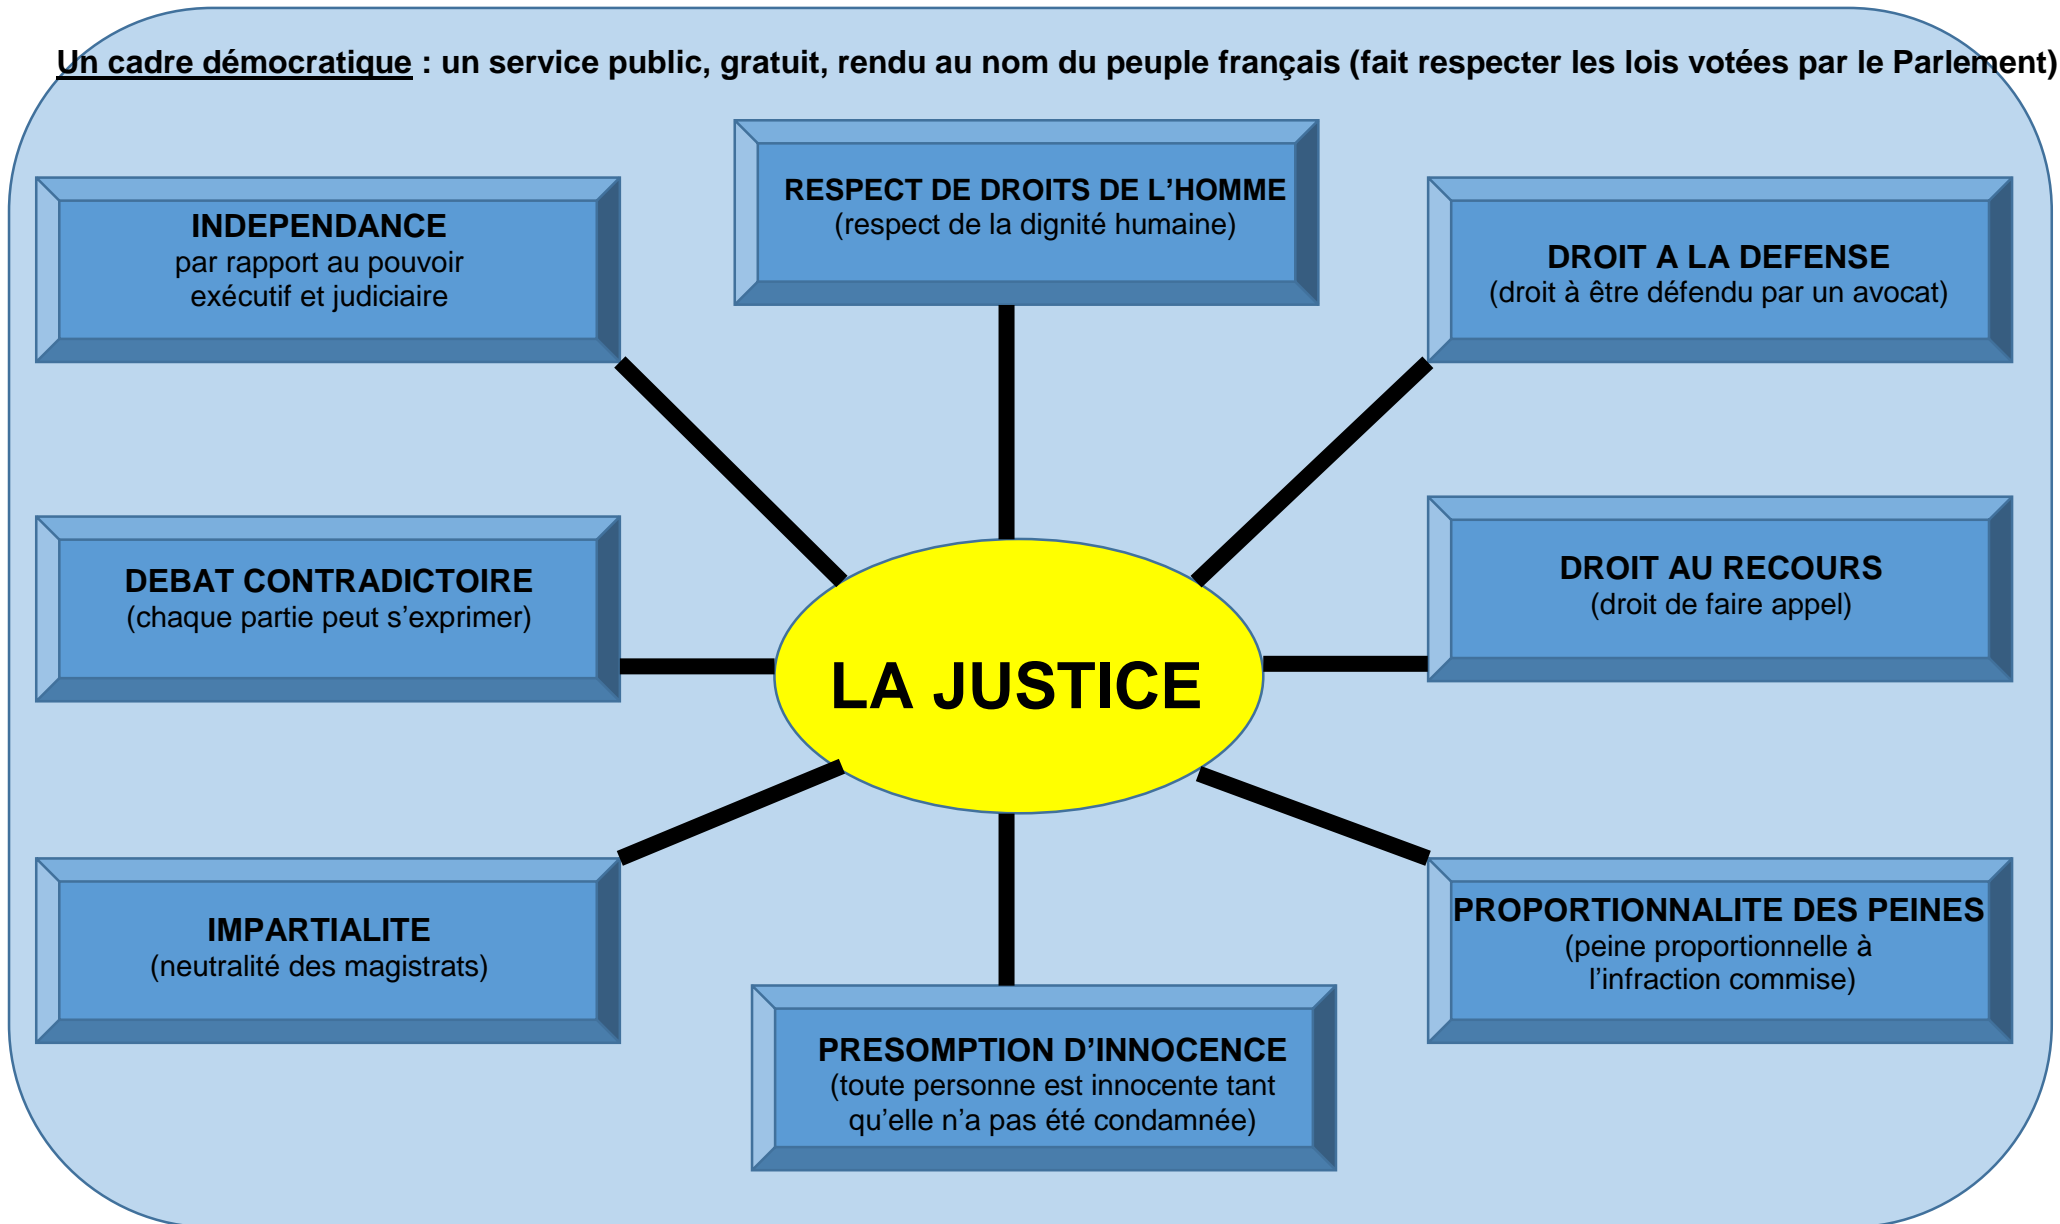 Un cadre démocratique : un service public, gratuit, rendu au nom du peuple français (fait respecter les lois votées par le Parlement)
RESPECT DE DROITS DE L’HOMME
(respect de la dignité humaine)
INDEPENDANCE
par rapport au pouvoir
exécutif et judiciaire
DROIT A LA DEFENSE
(droit à être défendu par un avocat)
DEBAT CONTRADICTOIRE
(chaque partie peut s’exprimer)
DROIT AU RECOURS
(droit de faire appel)
LA JUSTICE
IMPARTIALITE
(neutralité des magistrats)
PROPORTIONNALITE DES PEINES
(peine proportionnelle à
l’infraction commise)
PRESOMPTION D’INNOCENCE
(toute personne est innocente tant
qu’elle n’a pas été condamnée)